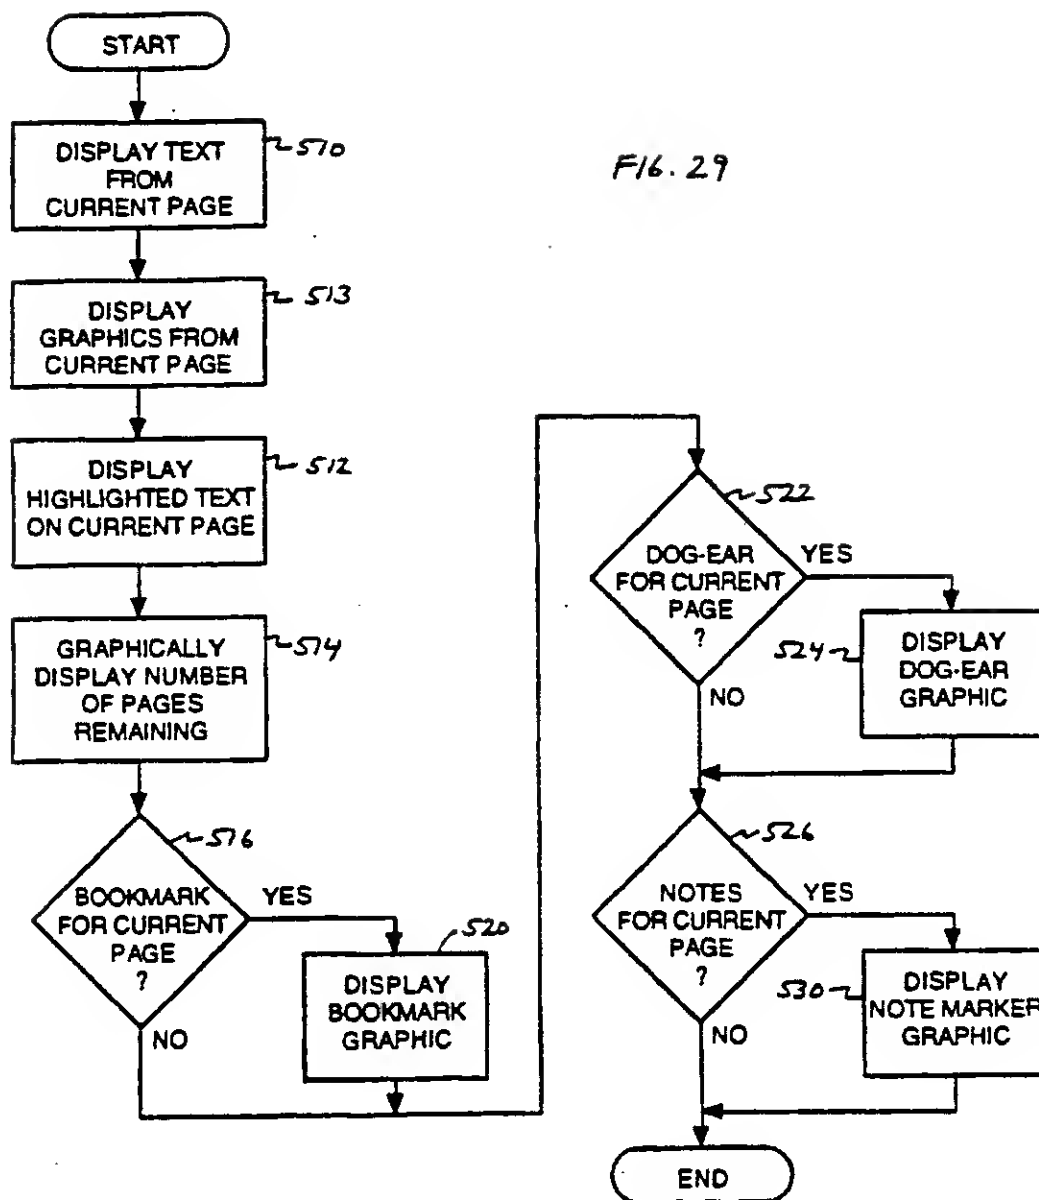 START
DISPLAY TEXT
FROM
CURRENT PAGE
510
FIG. 29
DISPLAY
GRAPHICS FROM
CURRENT PAGE
513
DISPLAY
HIGHLIGHTED TEXT
ON CURRENT PAGE
512
GRAPHICALLY
DISPLAY NUMBER
OF PAGES
REMAINING
514
516
BOOKMARK
FOR CURRENT
PAGE
?
YES
NO
520
DISPLAY
BOOKMARK
GRAPHIC
522
DOG-EAR
FOR CURRENT
PAGE
?
YES
NO
524
DISPLAY
DOG-EAR
GRAPHIC
526
NOTES
FOR CURRENT
PAGE
?
YES
NO
530
DISPLAY
NOTE MARKER
GRAPHIC
END